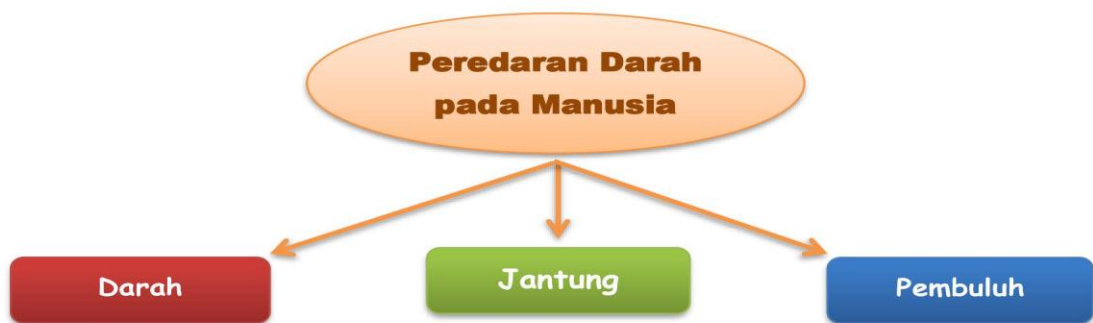 Peredaran Darah
pada Manusia
Darah
Jantung
Pembuluh